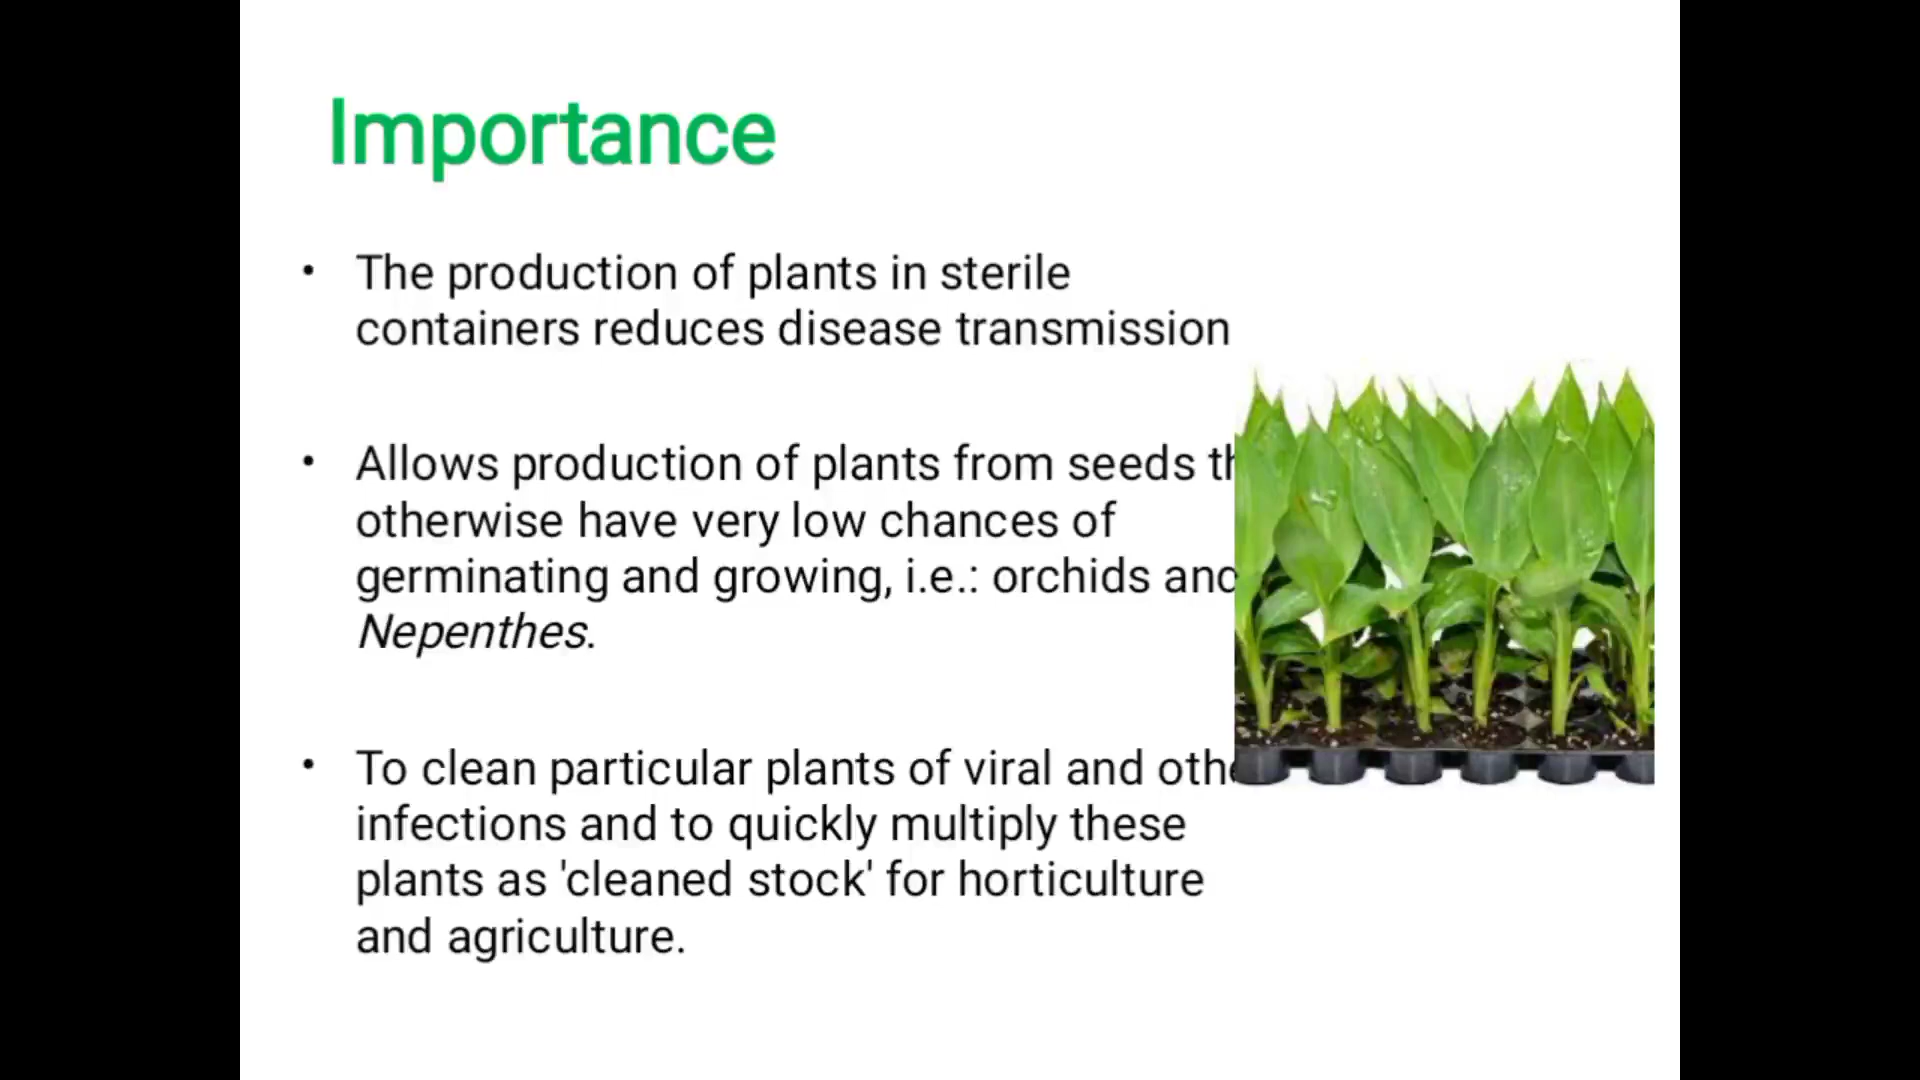 Importance
• The production of plants in sterile
containers reduces disease transmission
• Allows production of plants from seeds
otherwise have very low chances of
germinating and growing, i.e.: orchids and
Nepenthes.
• To clean particular plants of viral and
infections and to quickly multiply these
plants as 'cleaned stock' for horticulture
and agriculture.